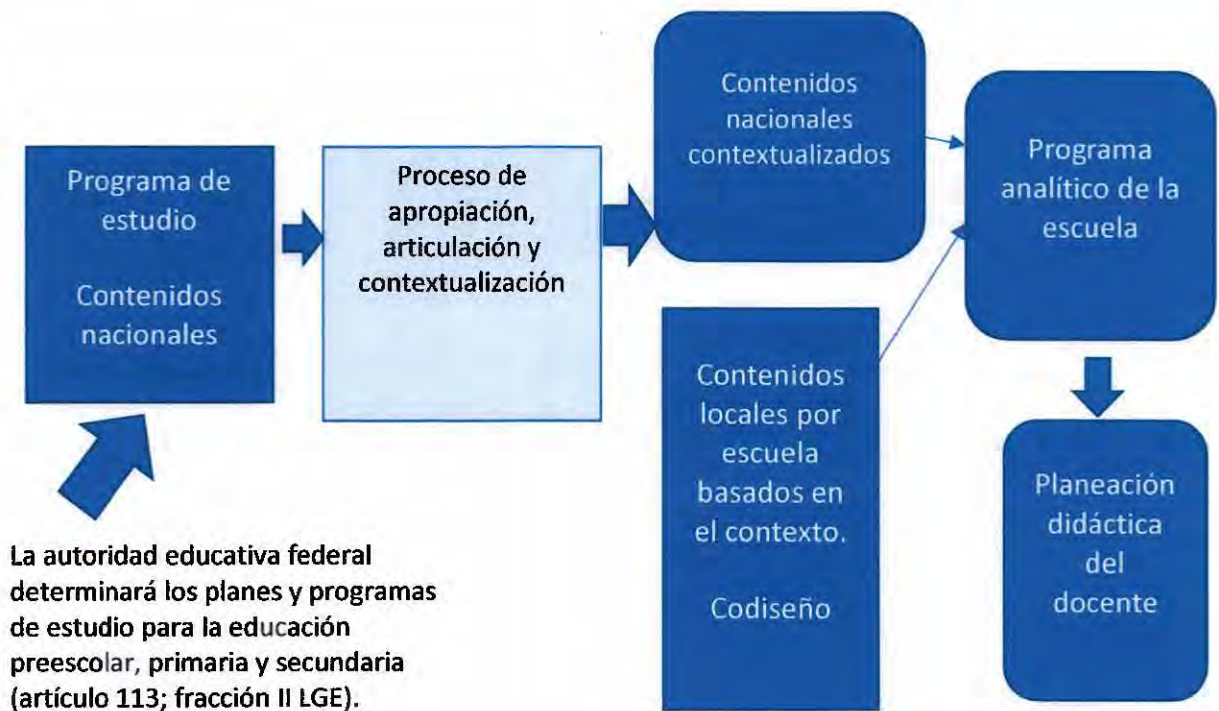 Programa de
estudio
Contenidos
nacionales
Proceso de
apropiación,
articulación y
contextualización
Contenidos
nacionales
contextualizados
Programa
analítico de la
escuela
Contenidos
locales por
escuela
basados en
el contexto.
Codiseño
Planeación
didáctica
del
docente
La autoridad educativa federal
determinará los planes y programas
de estudio para la educación
preescolar, primaria y secundaria
(artículo 113; fracción II LGE).